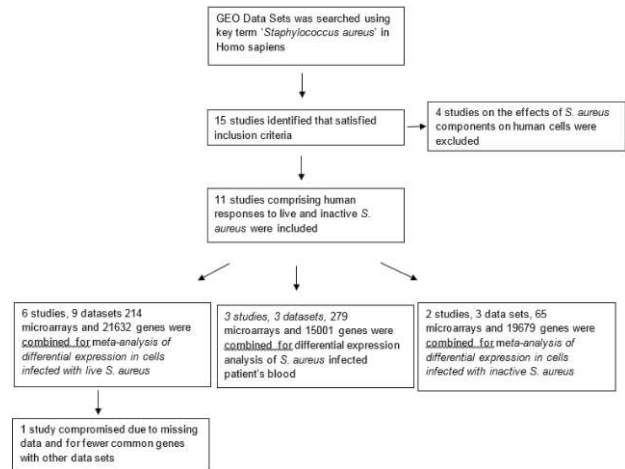 GEO Data Sets was searched using
key term 'Staphylococcus aureus' in
Homo sapiens
15 studies identified that satisfied
inclusion criteria
4 studies on the effects of S. aureus
components on human cells were
excluded
11 studies comprising human
responses to live and inactive S.
aureus were included
6 studies, 9 datasets 214
microarrays and 21632 genes were
combined for meta-analysis of
differential expression in cells
infected with live S. aureus
3 studies, 3 datasets, 279
microarrays and 15001 genes were
combined for differential expression
analysis of S. aureus infected
patient's blood
2 studies, 3 data sets, 65
microarrays and 19679 genes were
combined for meta-analysis of
differential expression in cells
infected with inactive S. aureus
1 study compromised due to missing
data and for fewer common genes
with other data sets